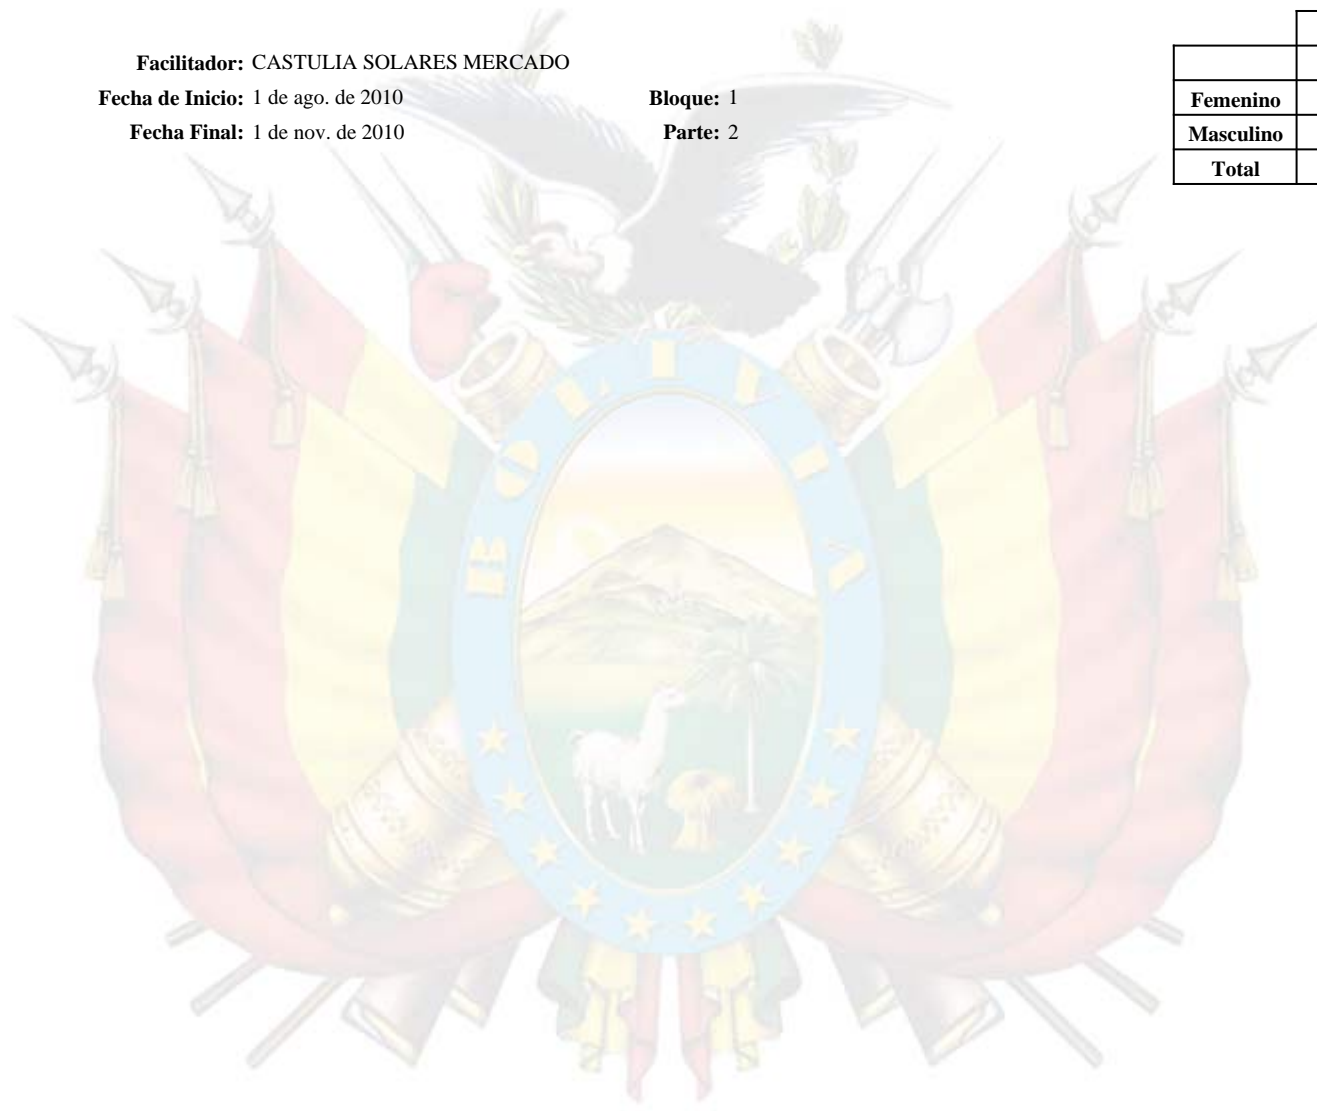 Facilitador: CASTULIA SOLARES MERCADO
Fecha de Inicio: 1 de ago. de 2010 Bloque: 1
Fecha Final: 1 de nov. de 2010 Parte: 2
Femenino
Masculino
Total
BOLIVIA